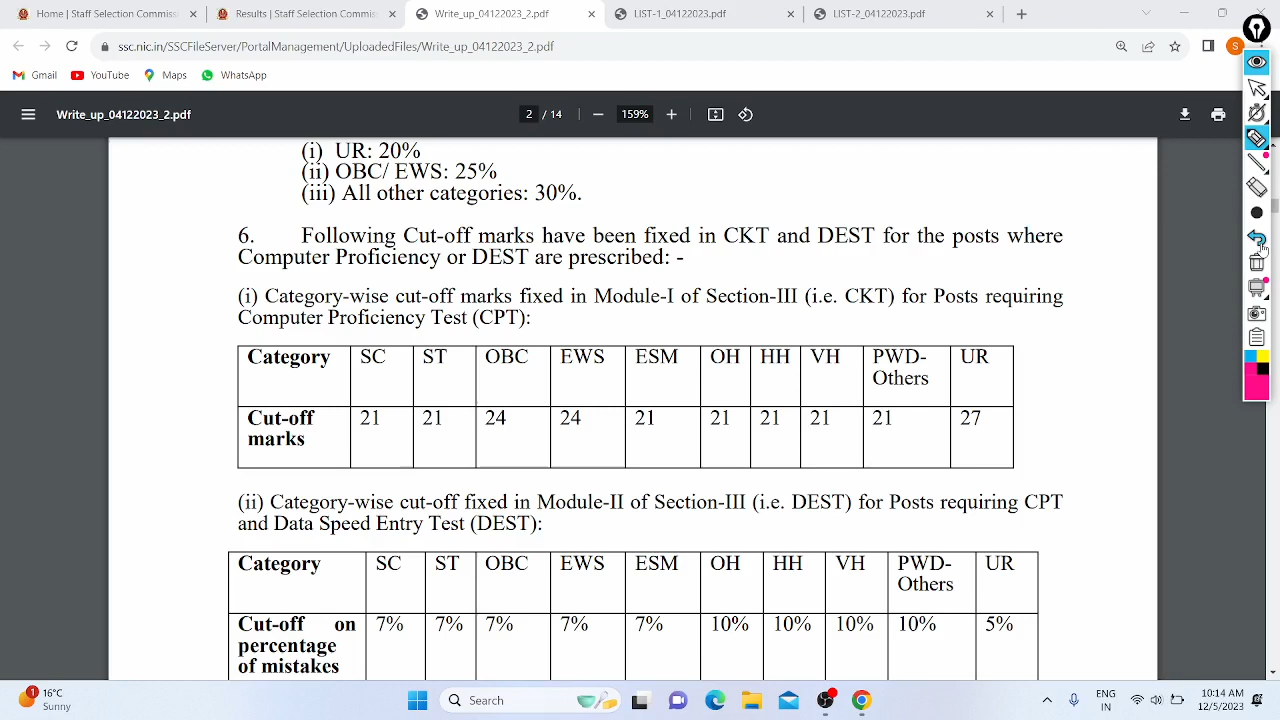 Home | Staff Selection Commissi
Results | Staff Selection Commiss
Write_up_04122023_2.pdf
LIST-1_04122023.pdf
LIST-2_04122023.pdf
ssc.nic.in/SSCFileServer/PortalManagement/UploadedFiles/Write_up_04122023_2.pdf
S
Gmail
YouTube
Maps
WhatsApp
Write_up_04122023_2.pdf
2 / 14
159%
(i) UR: 20%
(ii) OBC/ EWS: 25%
(iii) All other categories: 30%.
6. Following Cut-off marks have been fixed in CKT and DEST for the posts where
Computer Proficiency or DEST are prescribed: -
(i) Category-wise cut-off marks fixed in Module-I of Section-III (i.e. CKT) for Posts requiring
Computer Proficiency Test (CPT):
Category SC ST OBC EWS ESM OH HH VH PWD- UR
Others
Cut-off 21 21 24 24 21 21 21 21 21 27
marks
(ii) Category-wise cut-off fixed in Module-II of Section-III (i.e. DEST) for Posts requiring CPT
and Data Speed Entry Test (DEST):
Category SC ST OBC EWS ESM OH HH VH PWD- UR
Others
Cut-off on 7% 7% 7% 7% 7% 10% 10% 10% 10% 5%
percentage
of mistakes
1
16°C
Sunny
Search
ENG
IN
10:14 AM
12/5/2023